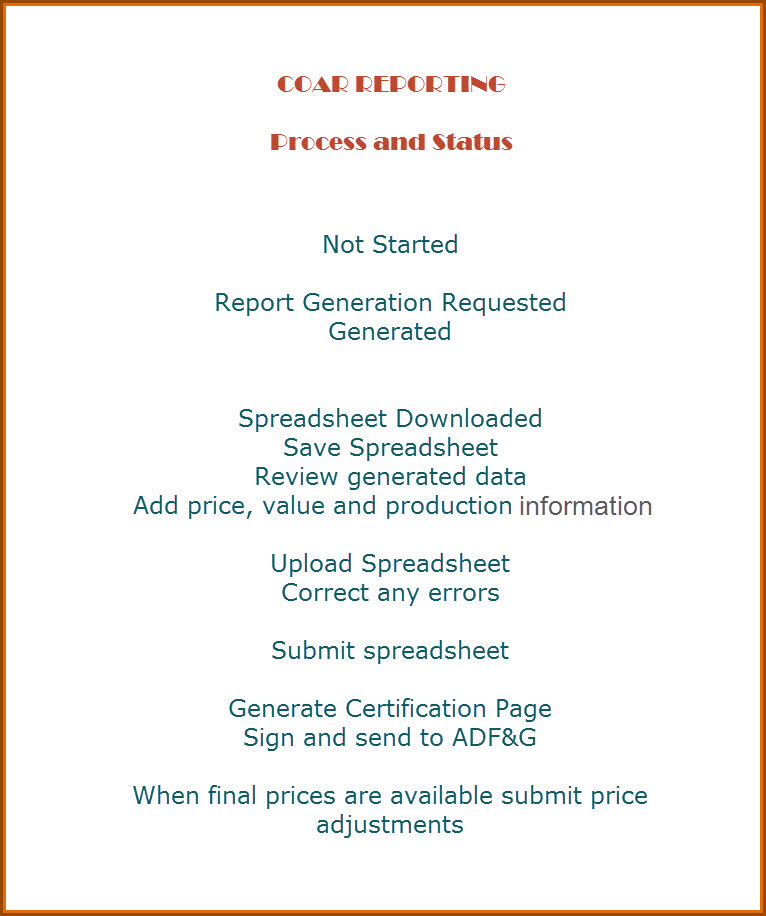 COAR REPORTING
Process and Status
Not Started
Report Generation Requested
Generated
Spreadsheet Downloaded
Save Spreadsheet
Review generated data
Add price, value and production information
Upload Spreadsheet
Correct any errors
Submit spreadsheet
Generate Certification Page
Sign and send to ADF&G
When final prices are available submit price
adjustments